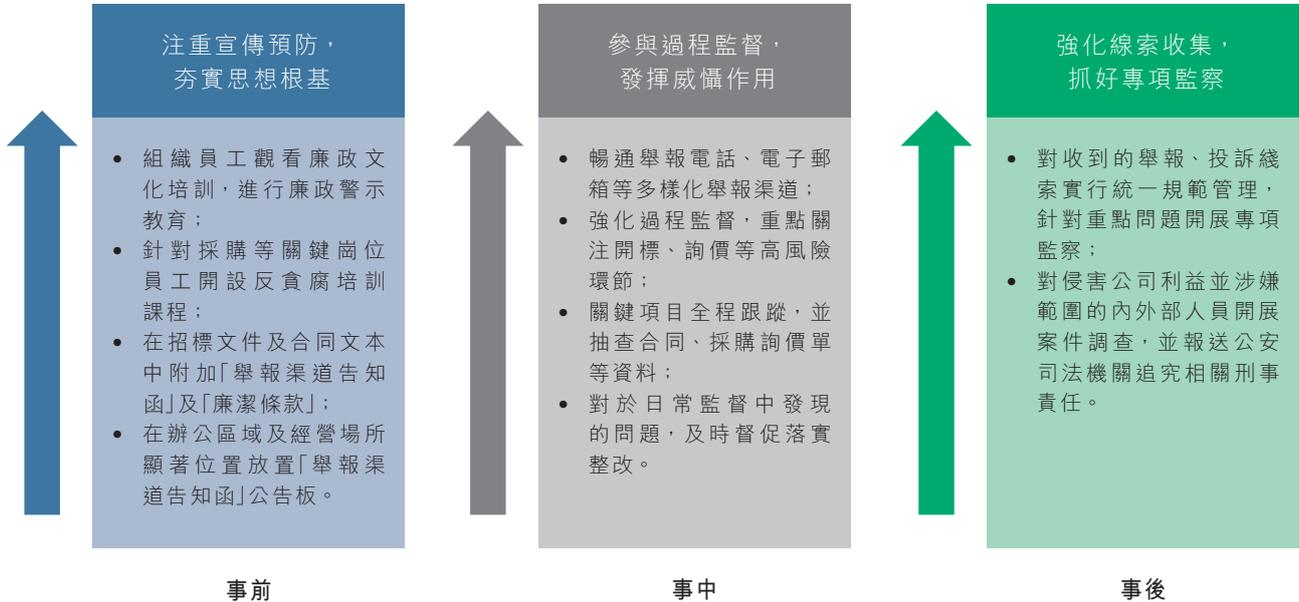 注重宣傳預防，
夯實思想根基
• 組織員工觀看廉政文
化培訓，進行廉政警示
教育；
• 針對採購等關鍵崗位
員工開設反貪腐培訓
課程；
• 在招標文件及合同文本
中附加「舉報渠道告知
函」及「廉潔條款」；
• 在辦公區域及經營場所
顯著位置放置「舉報渠
道告知函」公告板。
事前
參與過程監督，
發揮威懾作用
• 暢通舉報電話、電子郵
箱等多樣化舉報渠道；
• 強化過程監督，重點關
注開標、詢價等高風險
環節；
• 關鍵項目全程跟蹤，並
抽查合同、採購詢價單
等資料；
• 對於日常監督中發現
的問題，及時督促落實
整改。
事中
強化線索收集，
抓好專項監察
• 對收到的舉報、投訴綫
索實行統一規範管理，
針對重點問題開展專項
監察；
• 對侵害公司利益並涉嫌
範圍的內外部人員開展
案件調查，並報送公安
司法機關追究相關刑事
責任。
事後